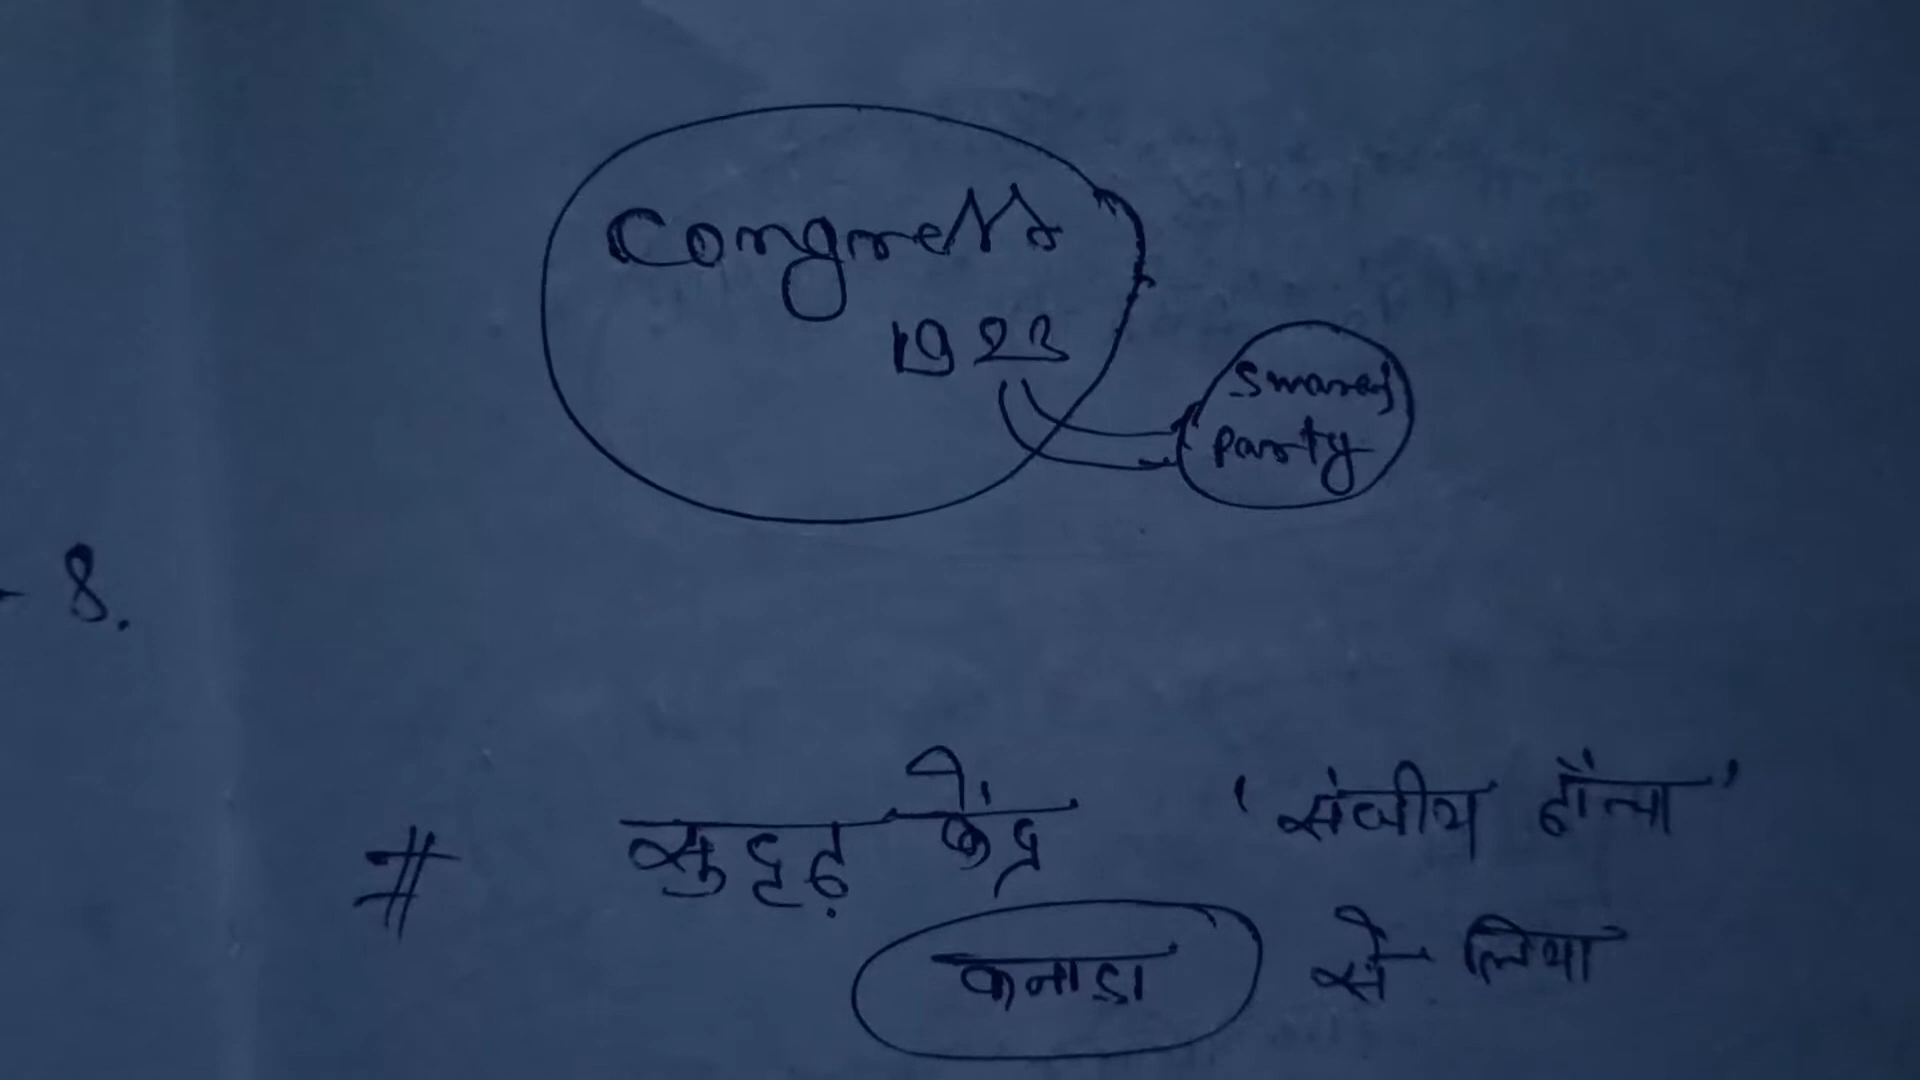 Congress
1923
Swaraj
party
- 8.
# सुदृढ़ केंद्र 'संघीय ढाँचा'
कनाडा से लिया